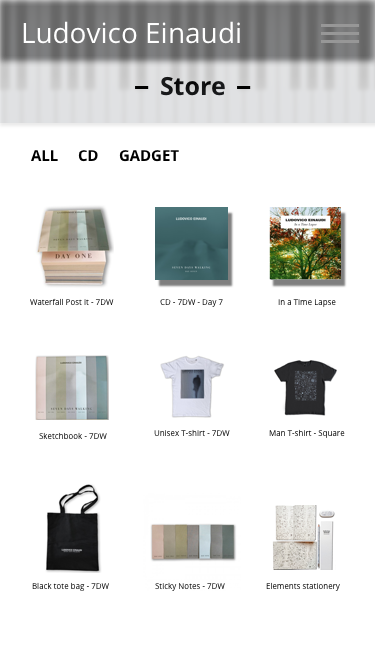 Ludovico Einaudi
– Store –
ALL CD GADGET
DAY ONE
LUDOVICO EINAUDI
SEVEN DAYS WALKING
LUDOVICO EINAUDI
In a Time Lapse
Waterfall Post it - 7DW
CD - 7DW - Day 7
In a Time Lapse
SEVEN DAYS WALKING
Sketchbook - 7DW
Unisex T-shirt - 7DW
Man T-shirt - Square
LUDOVICO EINAUDI
Black tote bag - 7DW
Sticky Notes - 7DW
Elements stationery